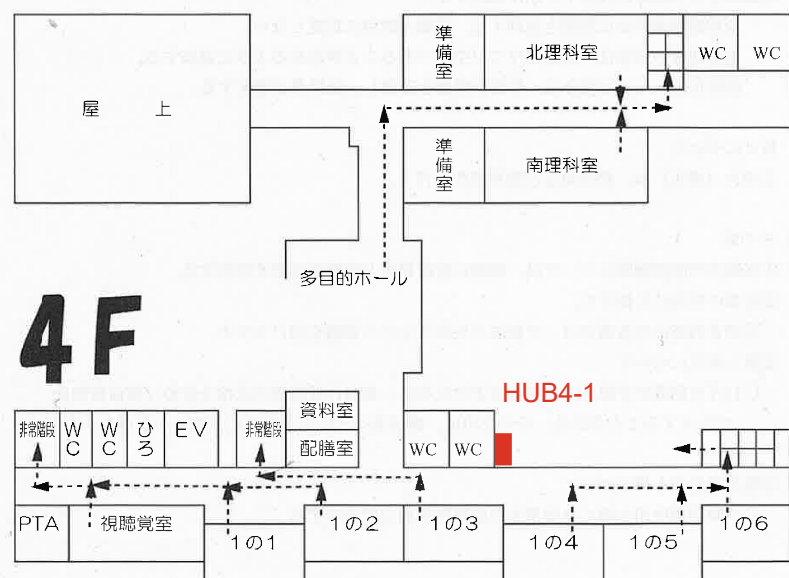 準備室
北理科室
WC
WC
屋 上
準備室
南理科室
多目的ホール
4F
HUB4-1
非常階段
WC
WC
ひろ
EV
非常階段
資料室
配膳室
WC
WC
PTA
視聴覚室
1の1
1の2
1の3
1の4
1の5
1の6